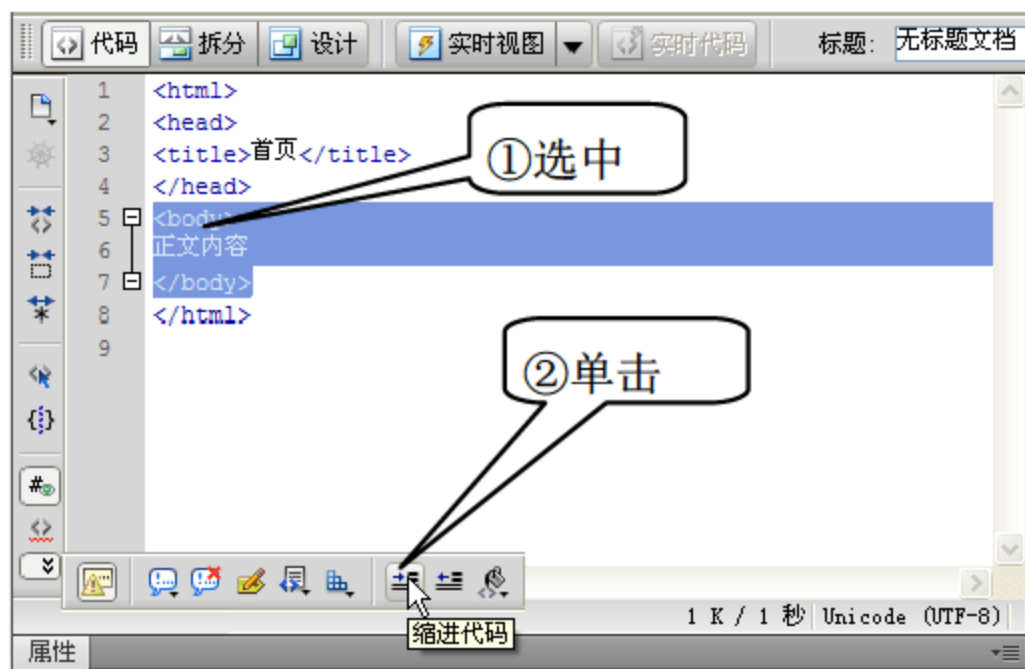 代码 拆分 设计 实时视图 实时代码 标题: 无标题文档
1 <html>
2 <head>
3 <title>首页</title>
4 </head>
5 <body>
6 正文内容
7 </body>
8 </html>
9
①选中
②单击
缩进代码
1 K / 1 秒 Unicode (UTF-8)
属性